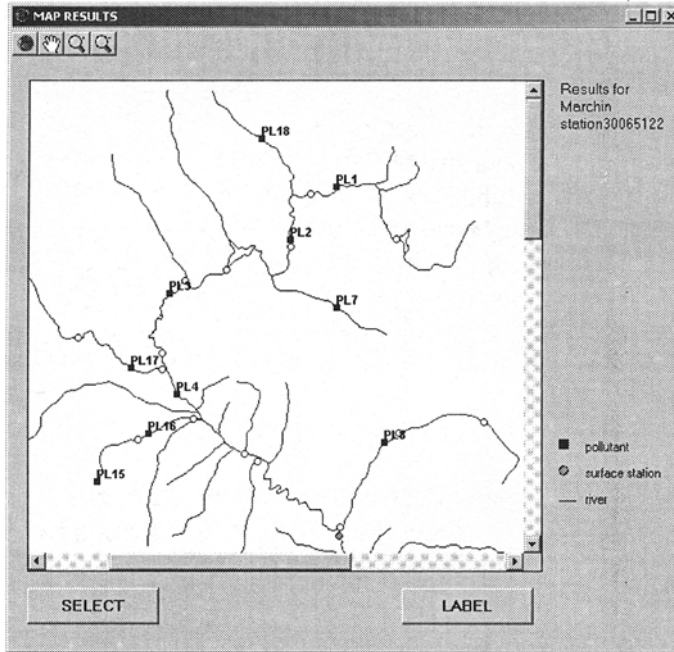 MAP RESULTS
Results for
Marchin
station30065122
PL18
PL1
PL2
PL3
PL7
PL17
PL4
PL16
PL8
PL15
pollutant
surface station
river
SELECT
LABEL